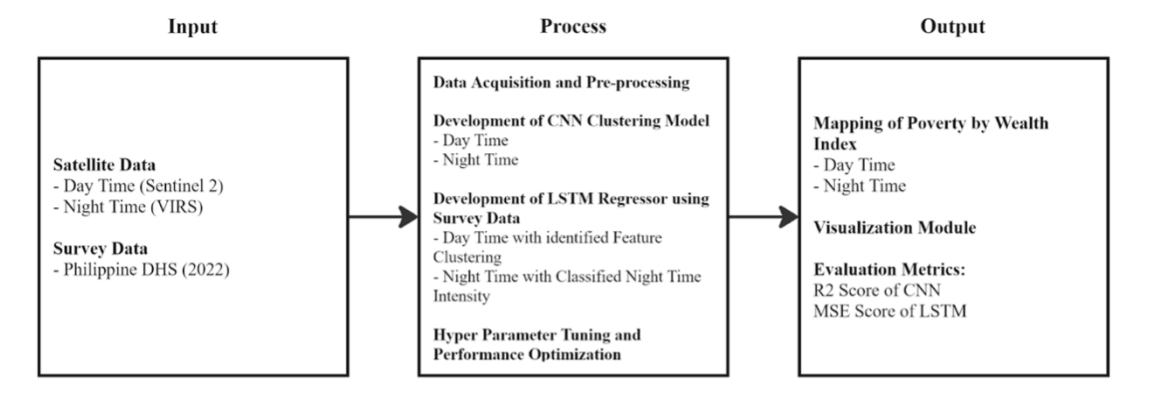 Input
Satellite Data
- Day Time (Sentinel 2)
- Night Time (VIRS)
Survey Data
- Philippine DHS (2022)
Process
Data Acquisition and Pre-processing
Development of CNN Clustering Model
- Day Time
- Night Time
Development of LSTM Regressor using
Survey Data
- Day Time with identified Feature
Clustering
- Night Time with Classified Night Time
Intensity
Hyper Parameter Tuning and
Performance Optimization
Output
Mapping of Poverty by Wealth
Index
- Day Time
- Night Time
Visualization Module
Evaluation Metrics:
R2 Score of CNN
MSE Score of LSTM